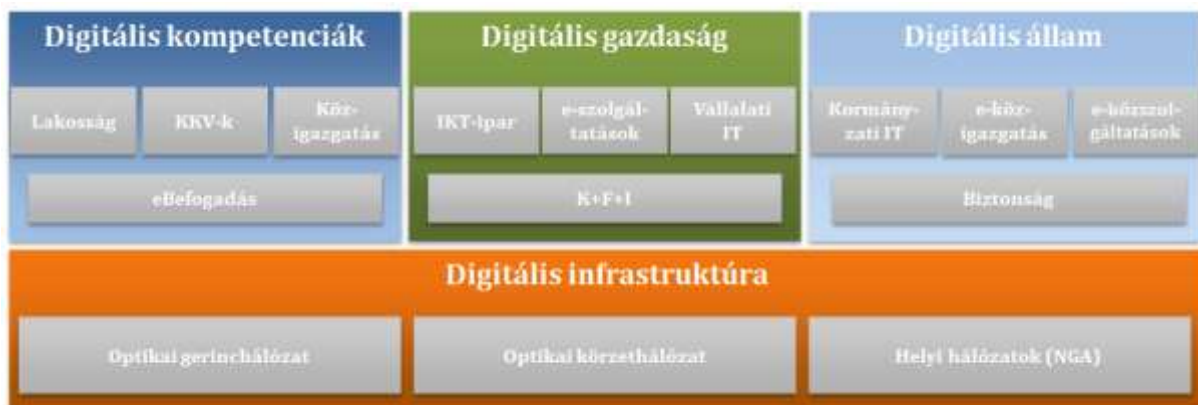 Digitális kompetenciák
Lakosság
KKV-k
Köz-
igazgatás
eBefogadás
Digitális gazdaság
IKT-ipar
e-szolgál-
tatások
Vállalati
IT
K+F+I
Digitális állam
Kormány-
zati IT
e-köz-
igazgatás
e-közszol-
gáltatások
Biztonság
Digitális infrastruktúra
Optikai gerinchálózat
Optikai körzethálózat
Helyi hálózatok (NGA)